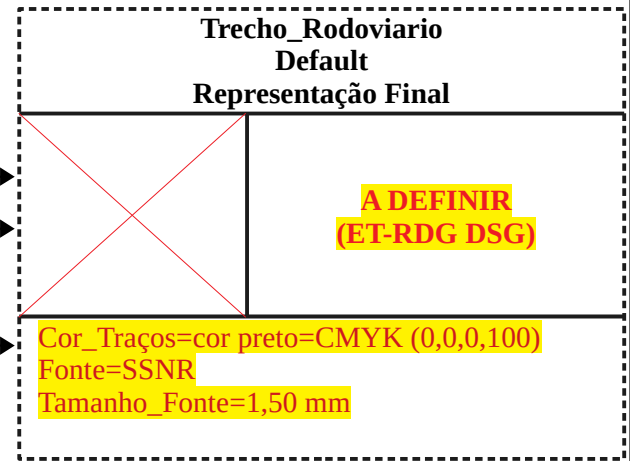 Trecho_Rodoviario
Default
Representação Final
A DEFINIR
(ET-RDG DSG)
Cor_Traços=cor preto=CMYK (0,0,0,100)
Fonte=SSNR
Tamanho_Fonte=1,50 mm